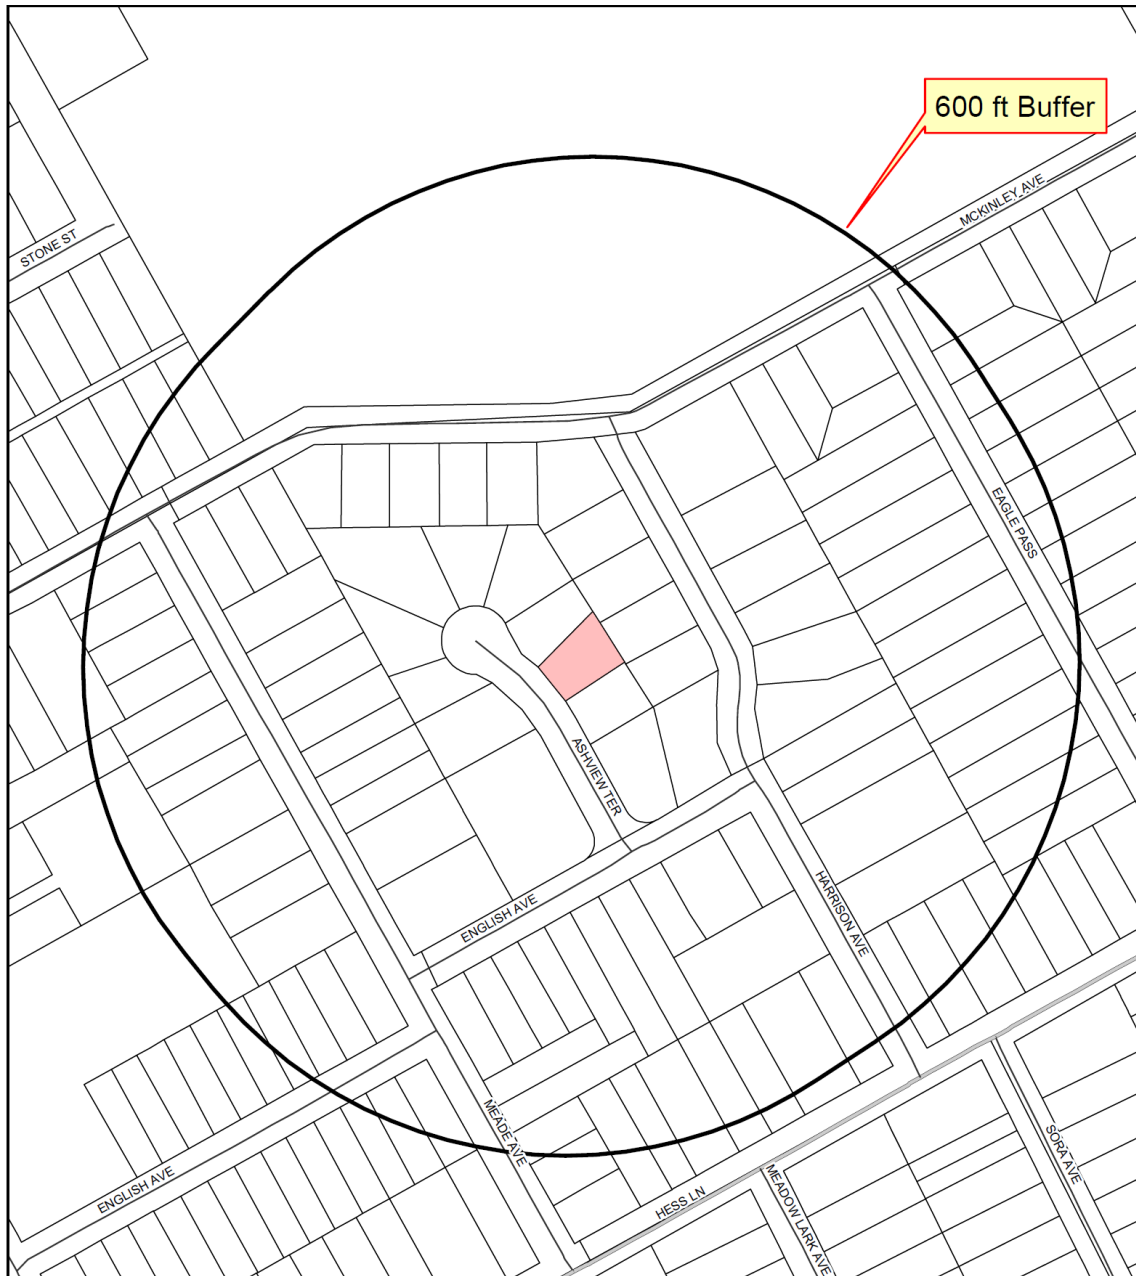 600 ft Buffer
MCKINLEY AVE
STONE ST
EAGLE PASS
ASHVIEW TER
HARRISON AVE
ENGLISH AVE
MEADE AVE
SORA AVE
ENGLISH AVE
HESS LN
MEADOW LARK AVE